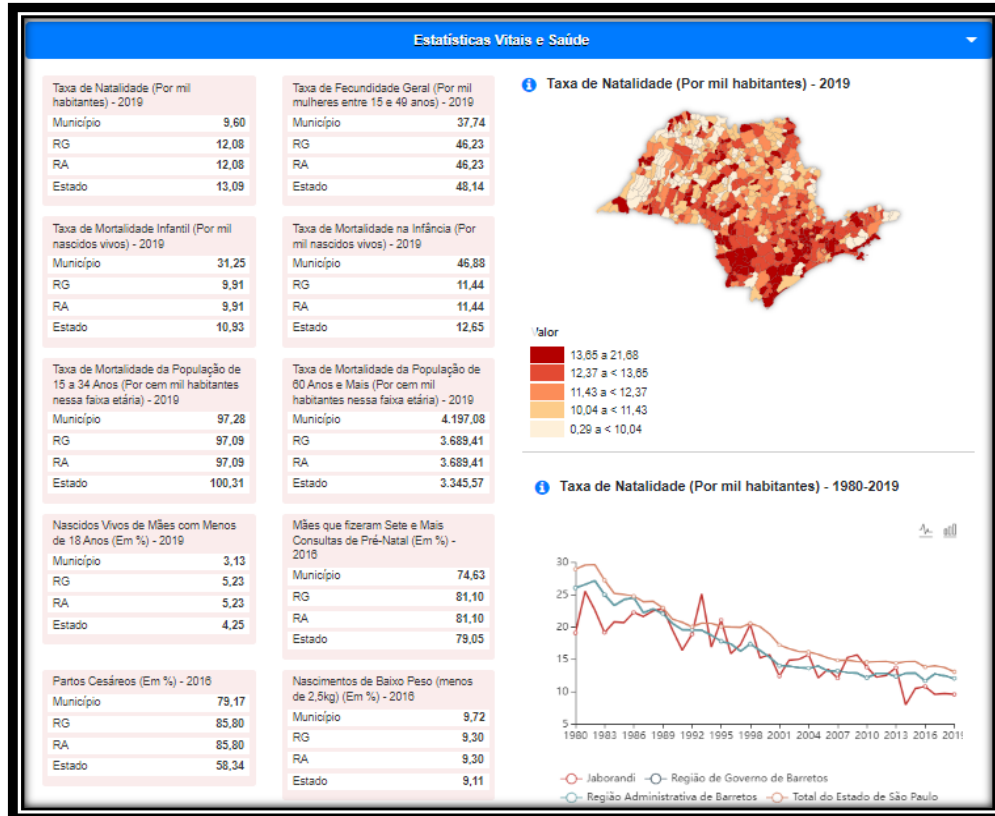 Estatísticas Vitais e Saúde
Taxa de Natalidade (Por mil
habitantes) - 2019
Município 9,60
RG 12,08
RA 12,08
Estado 13,09
Taxa de Fecundidade Geral (Por mil
mulheres entre 15 e 49 anos) - 2019
Município 37,74
RG 46,23
RA 46,23
Estado 48,14
Taxa de Mortalidade Infantil (Por mil
nascidos vivos) - 2019
Município 31,25
RG 9,91
RA 9,91
Estado 10,93
Taxa de Mortalidade na Infância (Por
mil nascidos vivos) - 2019
Município 46,88
RG 11,44
RA 11,44
Estado 12,65
Taxa de Mortalidade da População de
15 a 34 Anos (Por cem mil habitantes
nessa faixa etária) - 2019
Município 97,28
RG 97,09
RA 97,09
Estado 100,31
Taxa de Mortalidade da População de
60 Anos e Mais (Por cem mil
habitantes nessa faixa etária) - 2019
Município 4.197,08
RG 3.689,41
RA 3.689,41
Estado 3.345,57
Nascidos Vivos de Mães com Menos
de 18 Anos (Em %) - 2019
Município 3,13
RG 5,23
RA 5,23
Estado 4,25
Mães que fizeram Sete e Mais
Consultas de Pré-Natal (Em %) -
2016
Município 74,63
RG 81,10
RA 81,10
Estado 79,05
Partos Cesáreos (Em %) - 2016
Município 79,17
RG 85,80
RA 85,80
Estado 58,34
Nascimentos de Baixo Peso (menos
de 2,5kg) (Em %) - 2016
Município 9,72
RG 9,30
RA 9,30
Estado 9,11
Taxa de Natalidade (Por mil habitantes) - 2019
Valor
13,65 a 21,68
12,37 a < 13,65
11,43 a < 12,37
10,04 a < 11,43
0,29 a < 10,04
Taxa de Natalidade (Por mil habitantes) - 1980-2019
30
25
20
15
10
5
1980 1983 1986 1989 1992 1995 1998 2001 2004 2007 2010 2013 2016 2019
Jaborandi Região de Governo de Barretos
Região Administrativa de Barretos Total do Estado de São Paulo